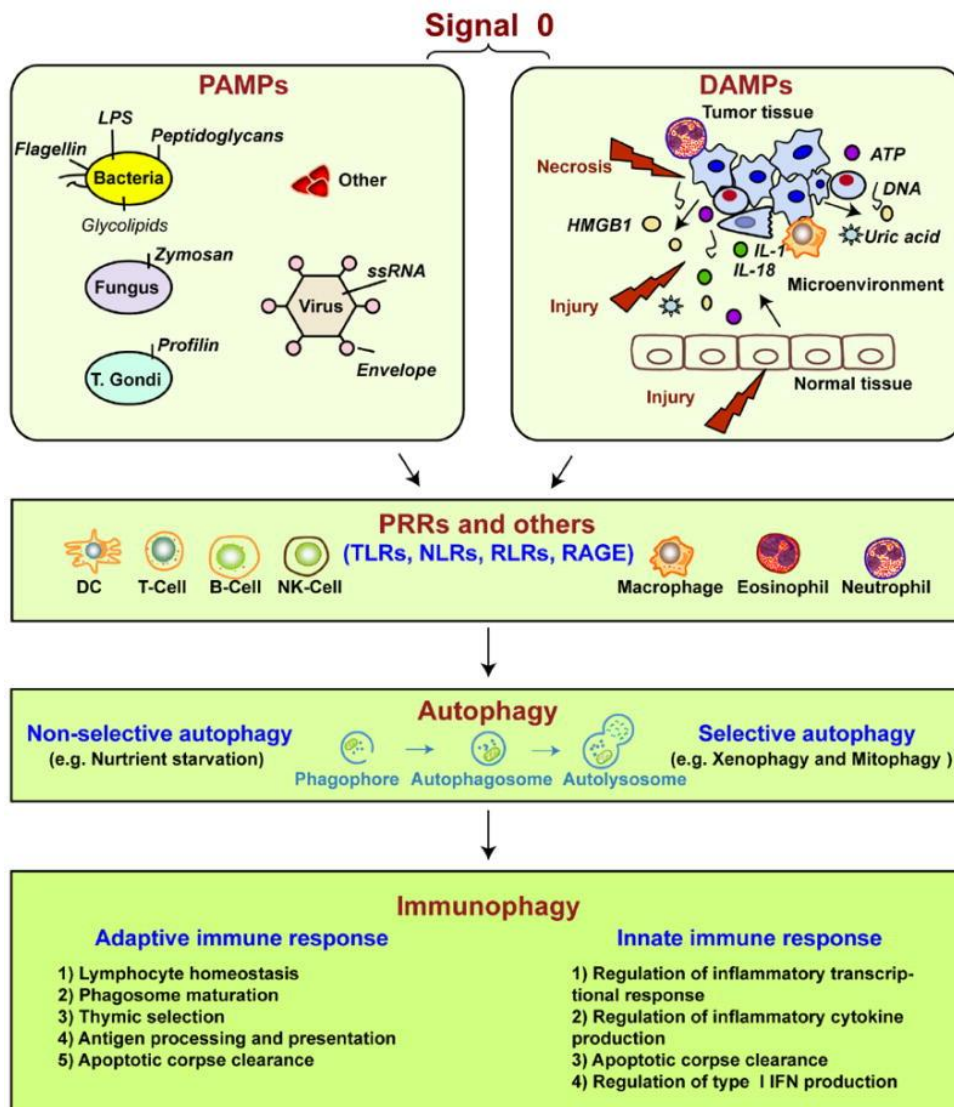 Signal 0
PAMPs
LPS
Peptidoglycans
Flagellin
Bacteria
Glycolipids
Other
Zymosan
Fungus
ssRNA
Virus
Profilin
T. Gondi
Envelope
DAMPs
Tumor tissue
Necrosis
ATP
DNA
HMGB1
IL-1
Uric acid
IL-18
Microenvironment
Injury
Normal tissue
Injury
PRRs and others
(TLRs, NLRs, RLRs, RAGE)
DC
T-Cell
B-Cell
NK-Cell
Macrophage
Eosinophil
Neutrophil
Autophagy
Non-selective autophagy
(e.g. Nurtrient starvation)
Phagophore
Autophagosome
Autolysosome
Selective autophagy
(e.g. Xenophagy and Mitophagy )
Immunophagy
Adaptive immune response
1) Lymphocyte homeostasis
2) Phagosome maturation
3) Thymic selection
4) Antigen processing and presentation
5) Apoptotic corpse clearance
Innate immune response
1) Regulation of inflammatory transcrip-
tional response
2) Regulation of inflammatory cytokine
production
3) Apoptotic corpse clearance
4) Regulation of type I IFN production